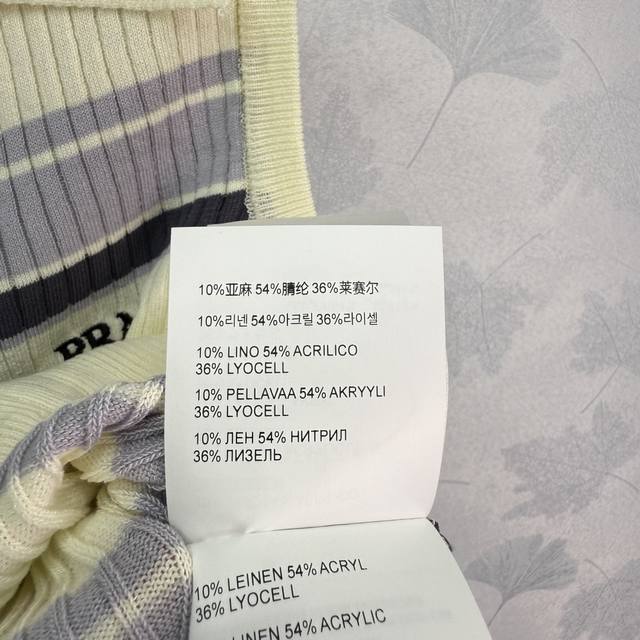 10%亚麻 54%腈纶 36%莱赛尔
10%리넨 54%아크릴 36%라이셀
10% LINO 54% ACRILICO
36% LYOCELL
10% PELLAVAA 54% AKRYYLI
36% LYOCELL
10% ЛЕН 54% НИТРИЛ
36% ЛИЗЕЛЬ
10% LEINEN 54% ACRYL
36% LYOCELL
LINEN 54% ACRYLIC